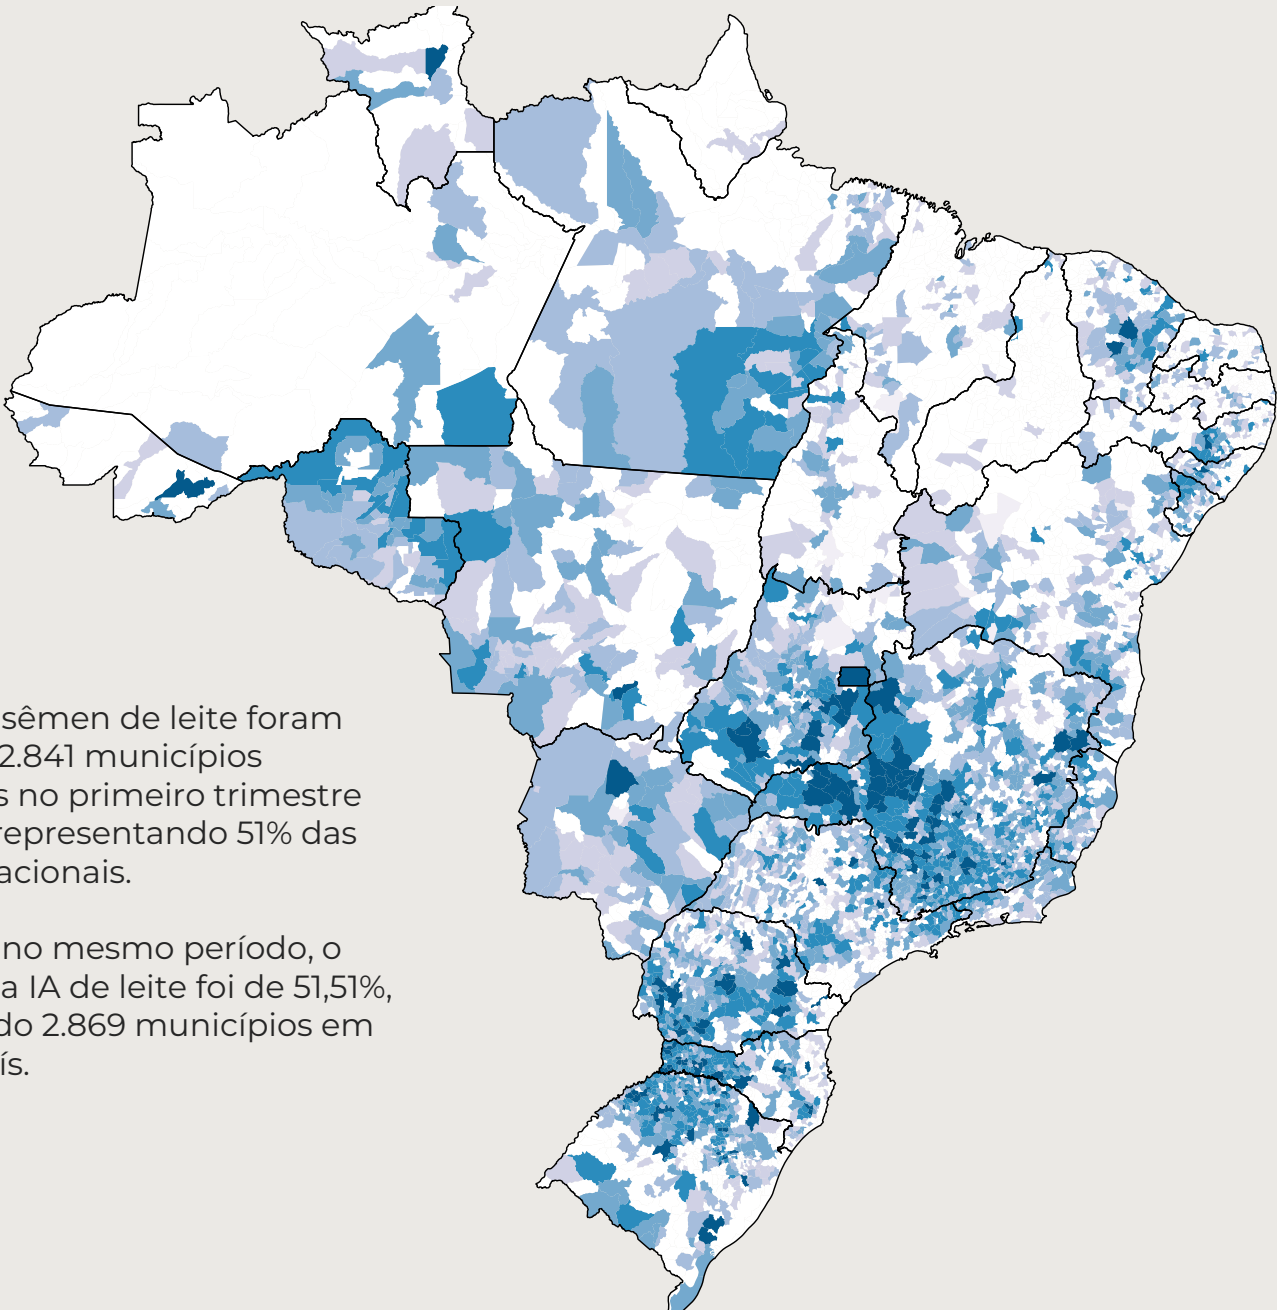 sêmen de leite foram
2.841 municípios
s no primeiro trimestre
representando 51% das
acionais.
no mesmo período, o
a IA de leite foi de 51,51%,
do 2.869 municípios em
ís.